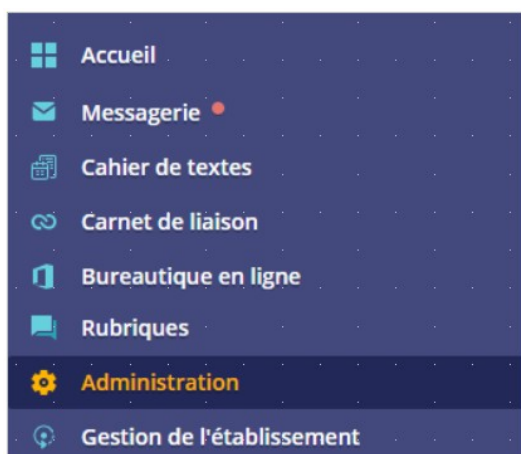 Accueil
Messagerie
Cahier de textes
Carnet de liaison
Bureautique en ligne
Rubriques
Administration
Gestion de l'établissement